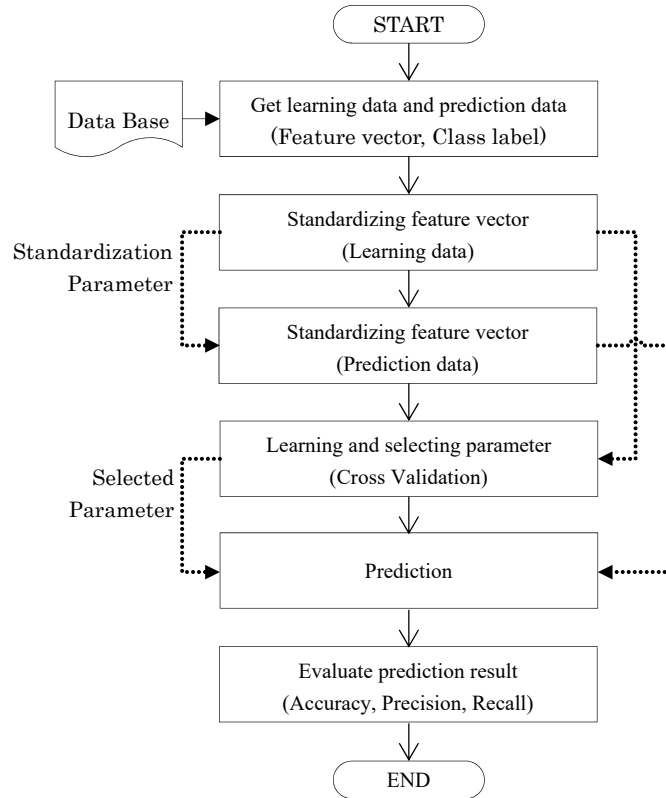 START
Data Base
Get learning data and prediction data
(Feature vector, Class label)
Standardizing feature vector
(Learning data)
Standardization
Parameter
Standardizing feature vector
(Prediction data)
Learning and selecting parameter
(Cross Validation)
Selected
Parameter
Prediction
Evaluate prediction result
(Accuracy, Precision, Recall)
END